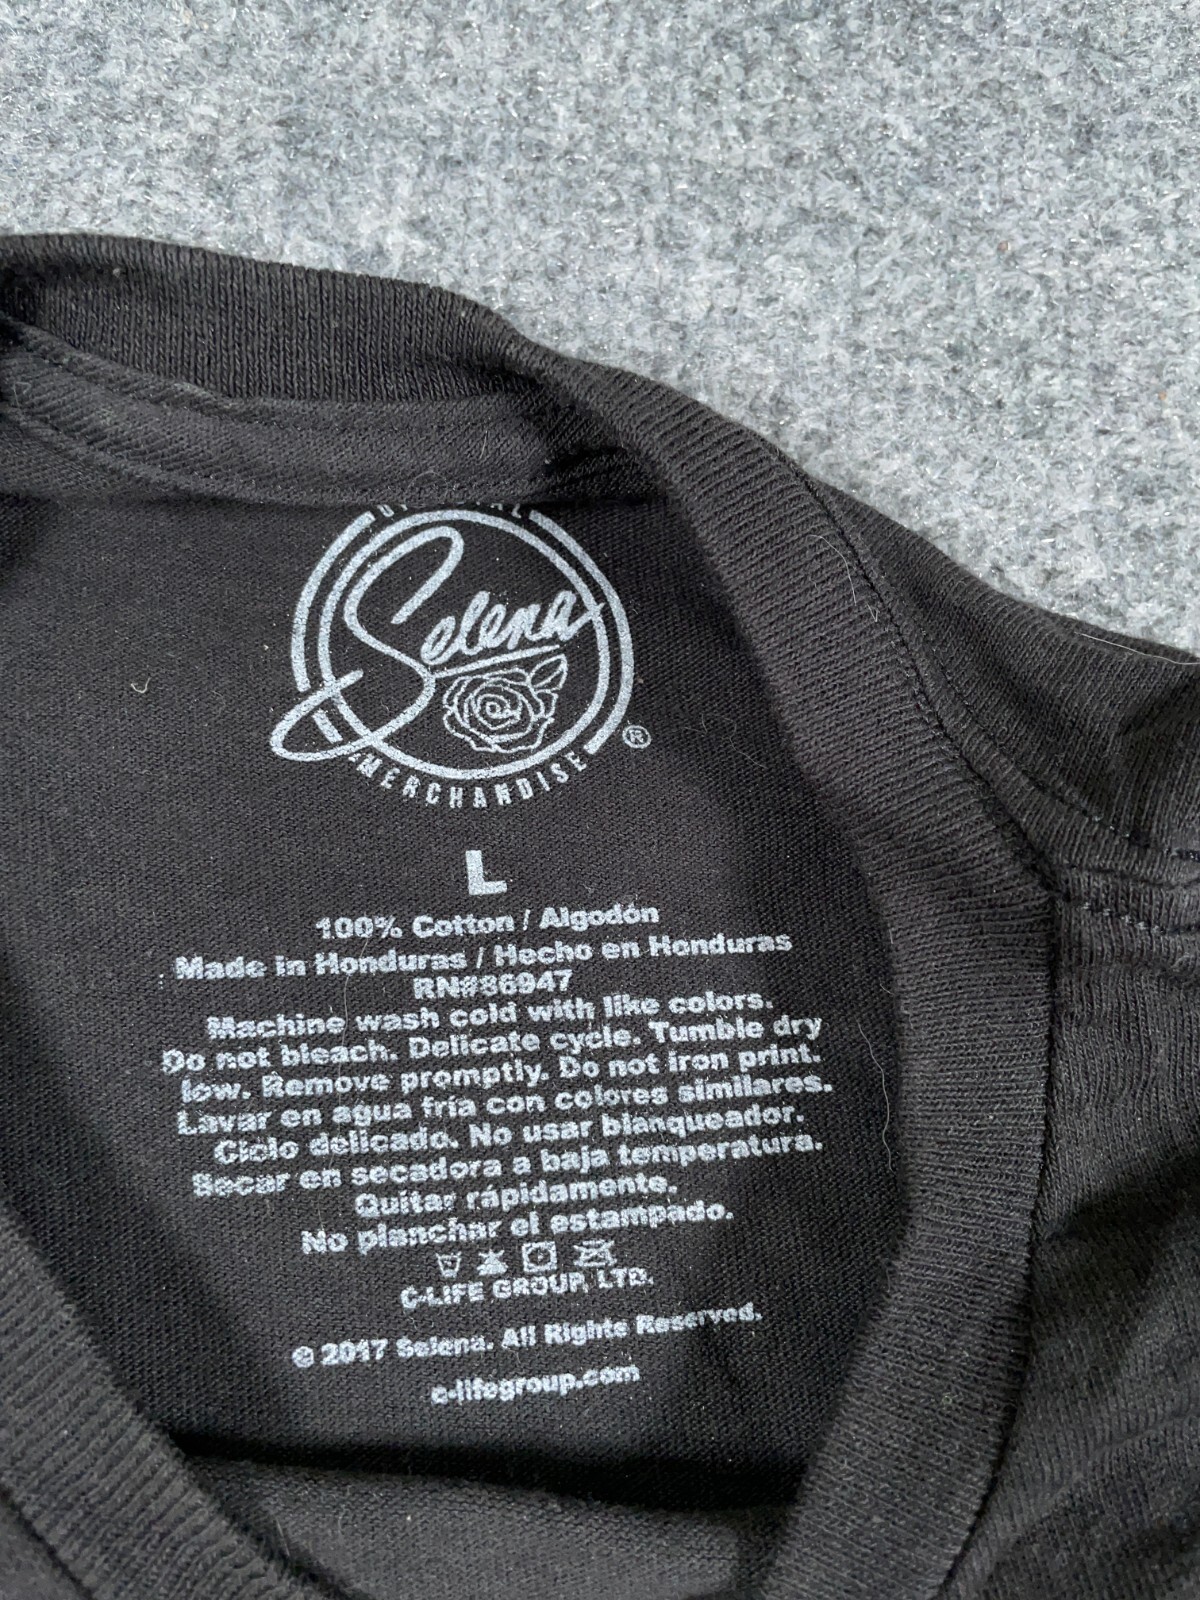 Selena
MERCHANDISE
®
L
100% Cotton / Algodón
Made in Honduras / Hecho en Honduras
RN#86947
Machine wash cold with like colors.
Do not bleach. Delicate cycle. Tumble dry
low. Remove promptly. Do not iron print.
Lavar en agua fría con colores similares.
Ciclo delicado. No usar blanqueador.
Secar en secadora a baja temperatura.
Quitar rápidamente.
No planchar el estampado.
C-LIFE GROUP, LTD.
© 2017 Selena. All Rights Reserved.
c-lifegroup.com